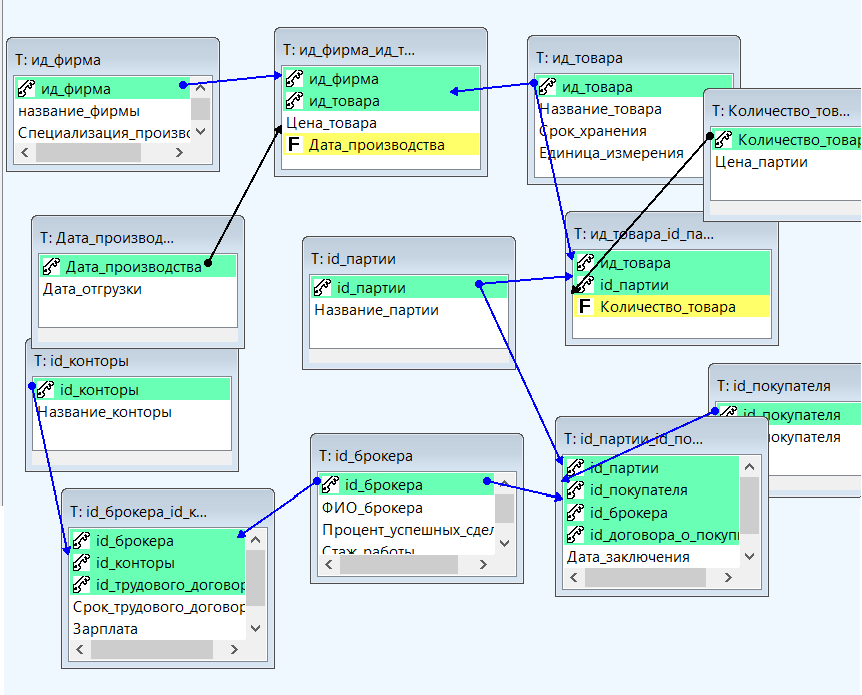 T: ид_фирма
ид_фирма
название_фирмы
Специализация_произвс
T: ид_фирма_ид_т...
ид_фирма
ид_товара
Цена_товара
F Дата_производства
T: ид_товара
ид_товара
Название_товара
Срок_хранения
Единица_измерения
T: Количество_тов...
Количество_товар
Цена_партии
T: Дата_производ...
Дата_производства
Дата_отгрузки
T: id_партии
id_партии
Название_партии
T: ид_товара_id_па...
ид_товара
id_партии
F Количество_товара
T: id_конторы
id_конторы
Название_конторы
T: id_покупателя
id_покупателя
покупателя
T: id_брокера
id_брокера
ФИО_брокера
Процент_успешных_сдел
Стаж_работы
T: id_партии_id_по...
id_партии
id_покупателя
id_брокера
id_договора_о_покупк
Дата_заключения
T: id_брокера_id_к...
id_брокера
id_конторы
id_трудового_договор
Срок_трудового_договор
Зарплата